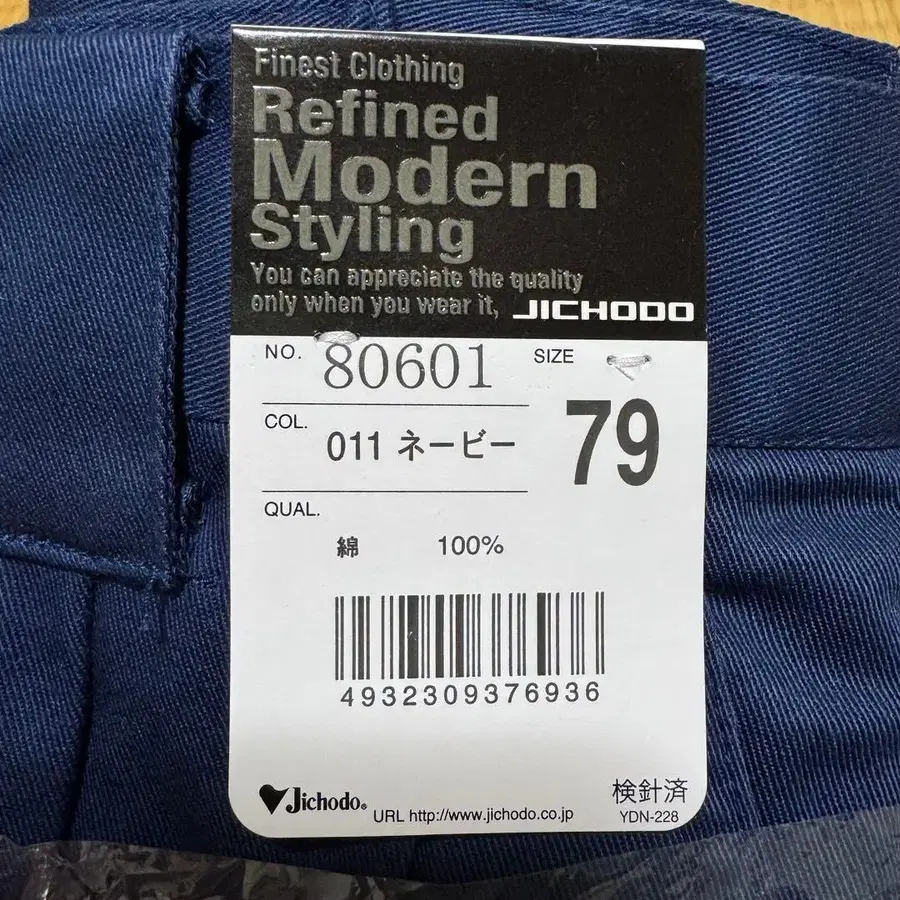 Finest Clothing
Refined
Modern
Styling
You can appreciate the quality
only when you wear it, JICHODO
NO. 80601 SIZE 79
COL. 011 ネービー
QUAL.
綿 100%
4932309376936
Jichodo® URL http://www.jichodo.co.jp
検針済
YDN-228